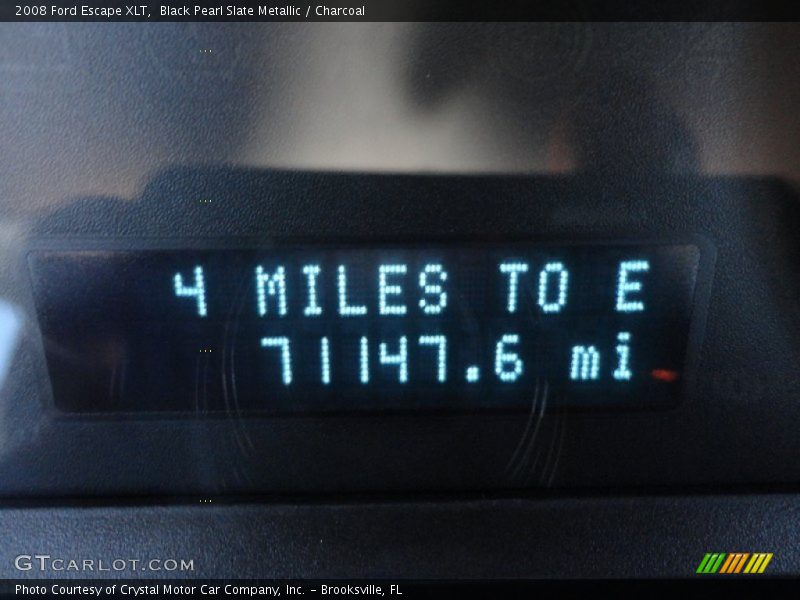 2008 Ford Escape XLT,  Black Pearl Slate Metallic / Charcoal
4 MILES TO E
71147.6 mi
GTCARLOT.COM
Photo Courtesy of Crystal Motor Car Company, Inc. - Brooksville, FL